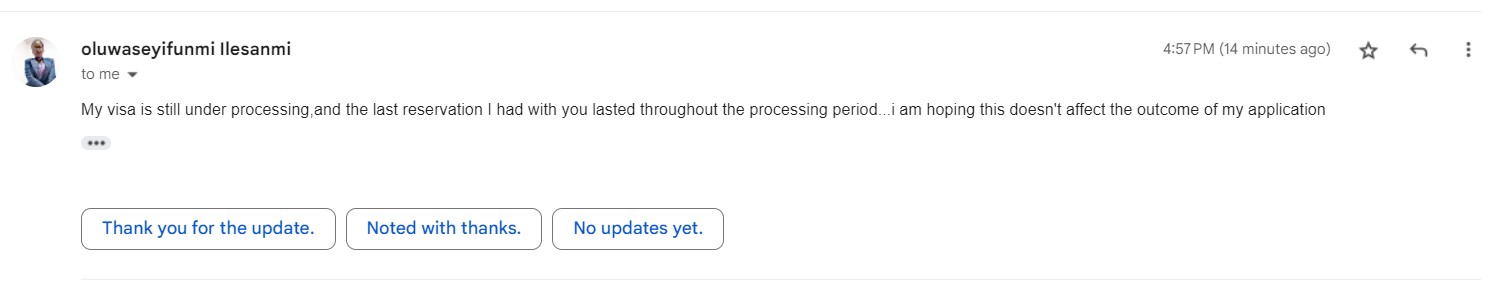 oluwaseyifunmi Ilesanmi
4:57 PM (14 minutes ago)
to me
My visa is still under processing,and the last reservation I had with you lasted throughout the processing period...i am hoping this doesn't affect the outcome of my application
Thank you for the update.
Noted with thanks.
No updates yet.